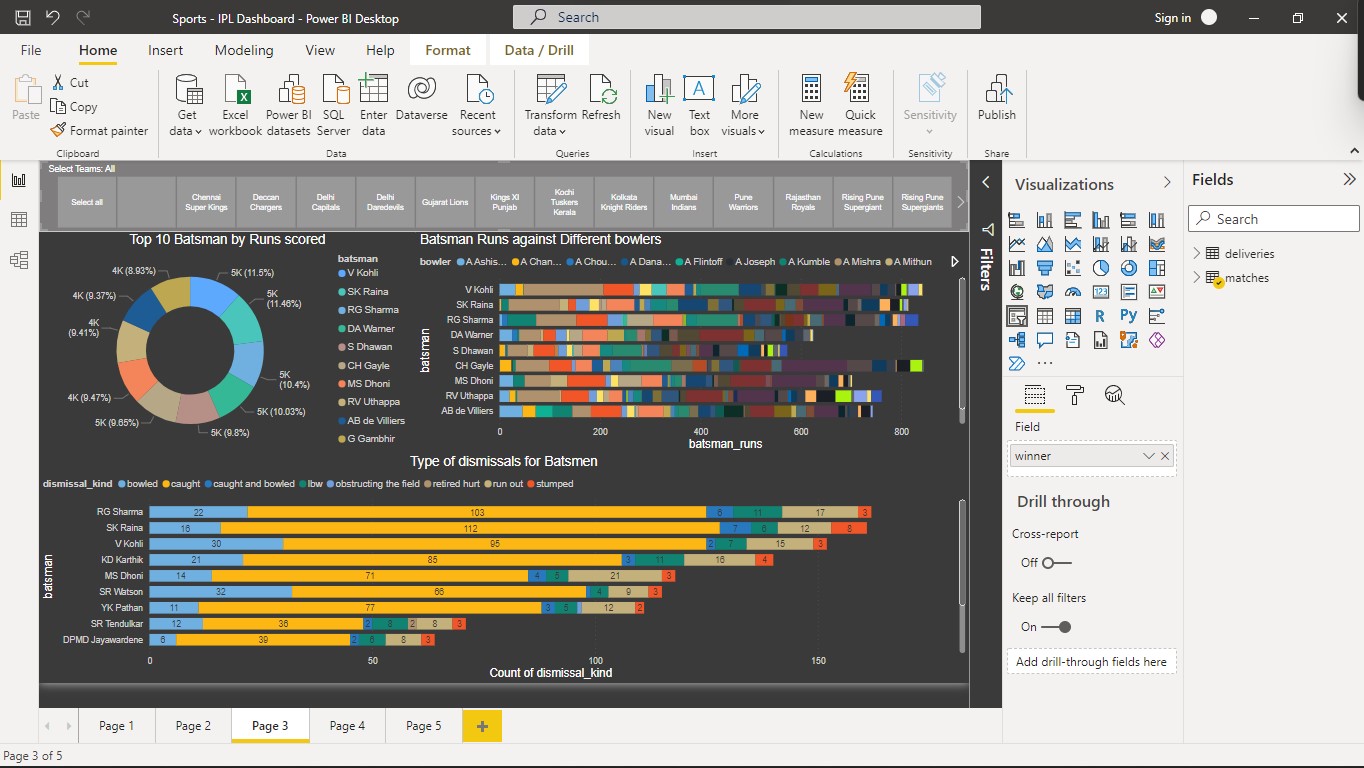 Sports - IPL Dashboard - Power BI Desktop
Search
Sign in
File Home Insert Modeling View Help Format Data / Drill
Paste
Cut
Copy
Format painter
Clipboard
Get data
Excel workbook
Power BI datasets
SQL Server
Enter data
Dataverse
Recent sources
Data
Transform data
Refresh
Queries
New visual
Text box
More visuals
Insert
New measure
Quick measure
Calculations
Sensitivity
Sensitivity
Publish
Share
Select Teams: All
Select all
Chennai Super Kings
Deccan Chargers
Delhi Capitals
Delhi Daredevils
Gujarat Lions
Kings XI Punjab
Kochi Tuskers Kerala
Kolkata Knight Riders
Mumbai Indians
Pune Warriors
Rajasthan Royals
Rising Pune Supergiant
Rising Pune Supergiants
Top 10 Batsman by Runs scored
5K (11.5%)
5K (11.46%)
5K (10.4%)
5K (10.03%)
5K (9.8%)
5K (9.65%)
4K (9.47%)
4K (9.41%)
4K (9.37%)
4K (8.93%)
batsman
V Kohli
SK Raina
RG Sharma
DA Warner
S Dhawan
CH Gayle
MS Dhoni
RV Uthappa
AB de Villiers
G Gambhir
Batsman Runs against Different bowlers
bowler A Ashis... A Chan... A Chou... A Dana... A Flintoff A Joseph A Kumble A Mishra A Mithun
batsman
V Kohli
SK Raina
RG Sharma
DA Warner
S Dhawan
CH Gayle
MS Dhoni
RV Uthappa
AB de Villiers
0 200 400 600 800
batsman_runs
Type of dismissals for Batsmen
dismissal_kind bowled caught caught and bowled lbw obstructing the field retired hurt run out stumped
batsman
RG Sharma 22 103 6 11 17 3
SK Raina 16 112 7 6 12 8
V Kohli 30 95 2 7 15 3
KD Karthik 21 85 3 11 16 4
MS Dhoni 14 71 4 5 21 3
SR Watson 32 66 4 9 3
YK Pathan 11 77 3 5 12 2
SR Tendulkar 12 36 2 8 2 8 3
DPMD Jayawardene 6 39 2 6 8 3
0 50 100 150
Count of dismissal_kind
Filters
Visualizations
Field
winner
Drill through
Cross-report
Off
Keep all filters
On
Add drill-through fields here
Fields
Search
deliveries
matches
Page 1 Page 2 Page 3 Page 4 Page 5
Page 3 of 5